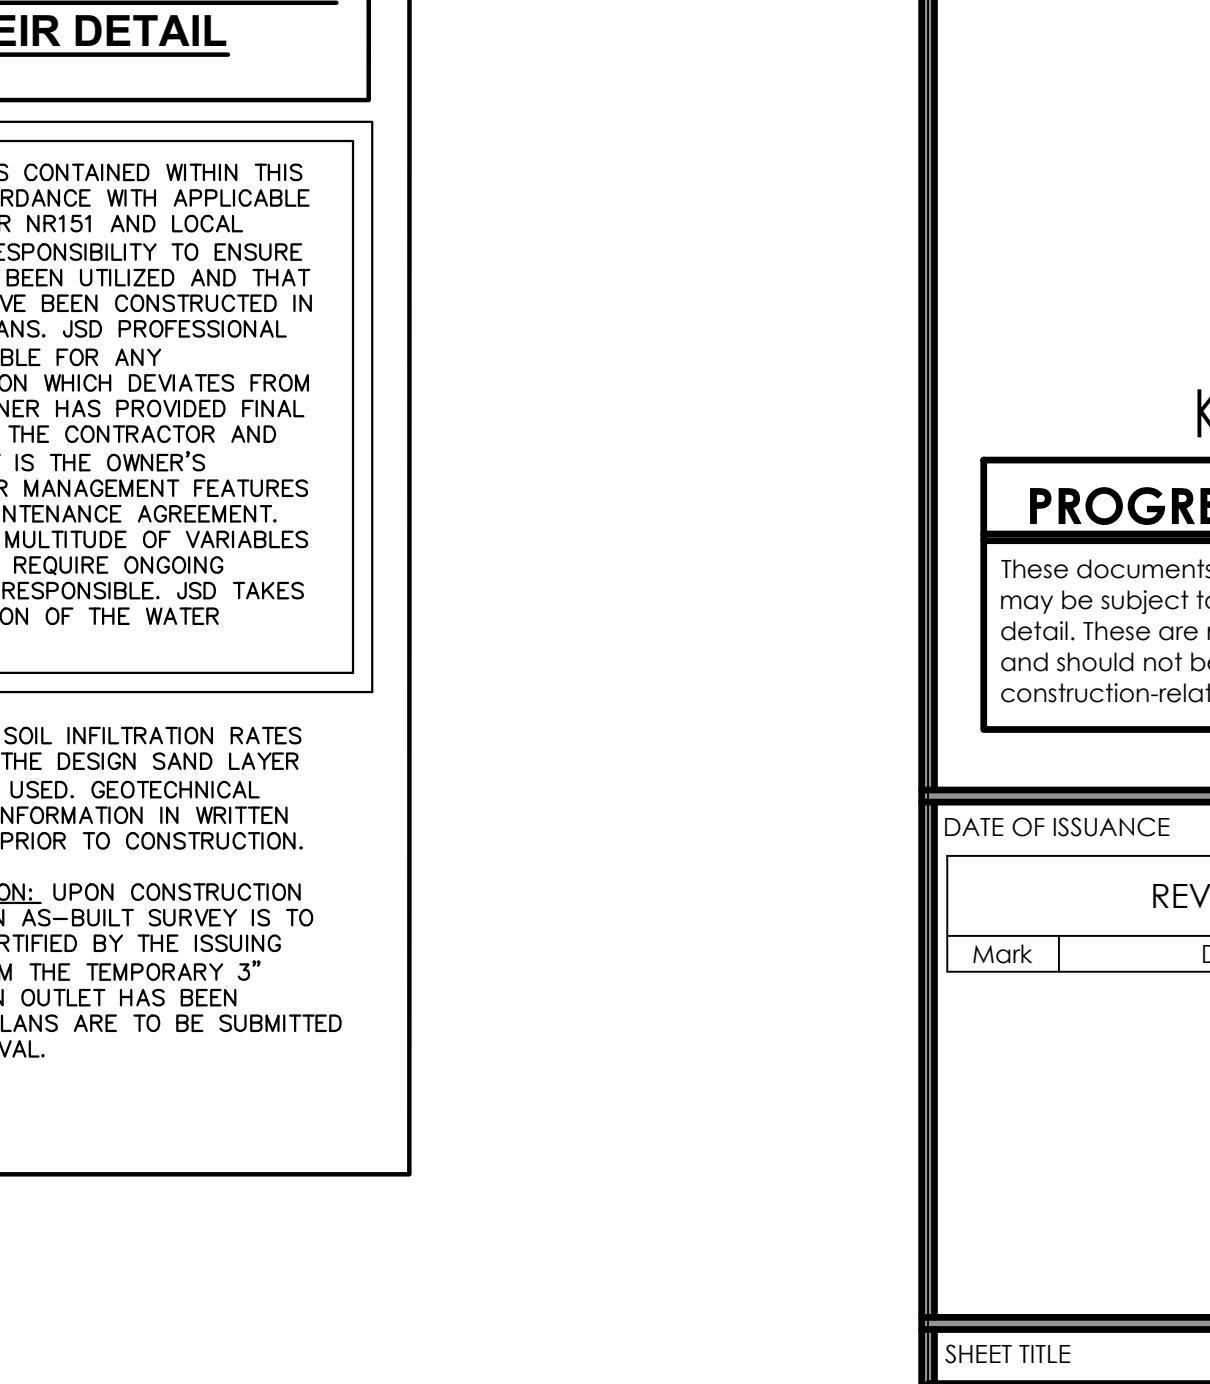 EIR DETAIL
S CONTAINED WITHIN THIS
RDANCE WITH APPLICABLE
R NR151 AND LOCAL
ESPONSIBILITY TO ENSURE
BEEN UTILIZED AND THAT
VE BEEN CONSTRUCTED IN
ANS. JSD PROFESSIONAL
BLE FOR ANY
ON WHICH DEVIATES FROM
NER HAS PROVIDED FINAL
THE CONTRACTOR AND
IS THE OWNER'S
R MANAGEMENT FEATURES
NTENANCE AGREEMENT.
MULTITUDE OF VARIABLES
REQUIRE ONGOING
RESPONSIBLE. JSD TAKES
ON OF THE WATER
SOIL INFILTRATION RATES
THE DESIGN SAND LAYER
USED. GEOTECHNICAL
NFORMATION IN WRITTEN
PRIOR TO CONSTRUCTION.
ON: UPON CONSTRUCTION
N AS-BUILT SURVEY IS TO
RTIFIED BY THE ISSUING
M THE TEMPORARY 3"
N OUTLET HAS BEEN
LANS ARE TO BE SUBMITTED
VAL.
K
PROGRE
These documents
may be subject to
detail. These are
and should not be
construction-relat
DATE OF ISSUANCE
REV
Mark
D
SHEET TITLE